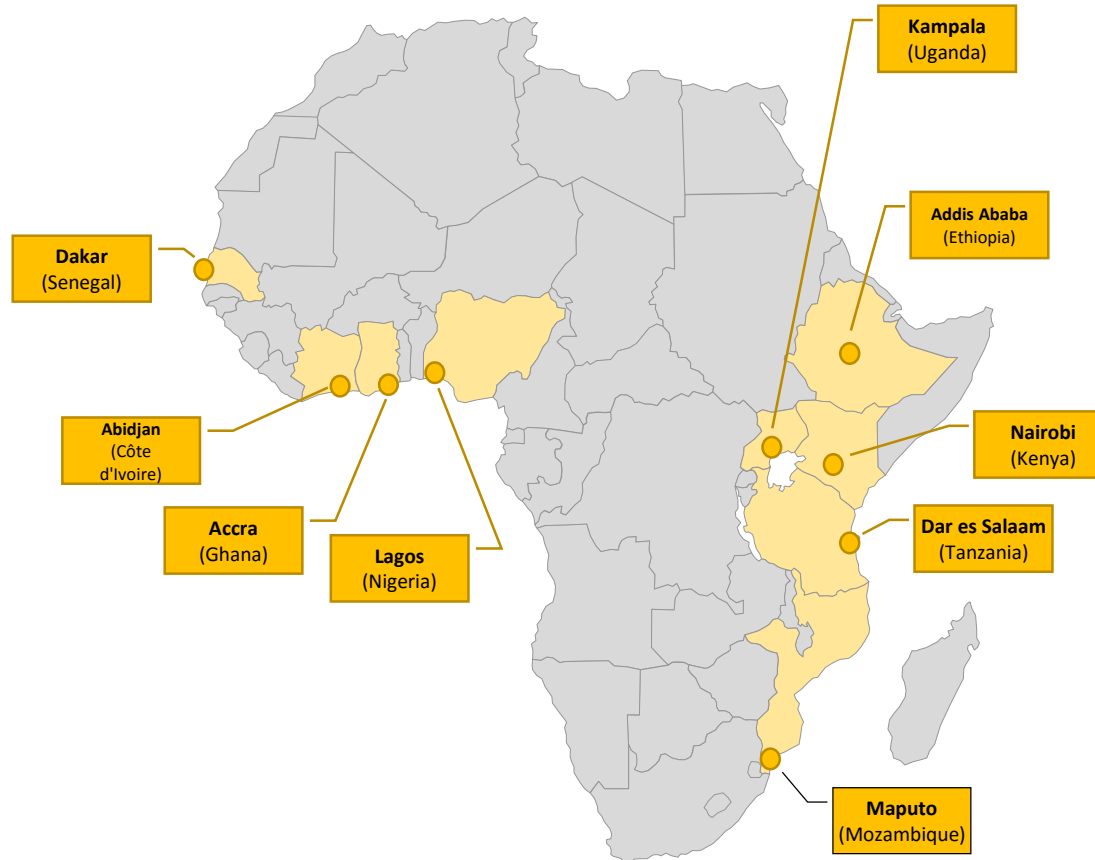 Kampala
(Uganda)
Addis Ababa
(Ethiopia)
Dakar
(Senegal)
Abidjan
(Côte
d'Ivoire)
Nairobi
(Kenya)
Accra
(Ghana)
Lagos
(Nigeria)
Dar es Salaam
(Tanzania)
Maputo
(Mozambique)